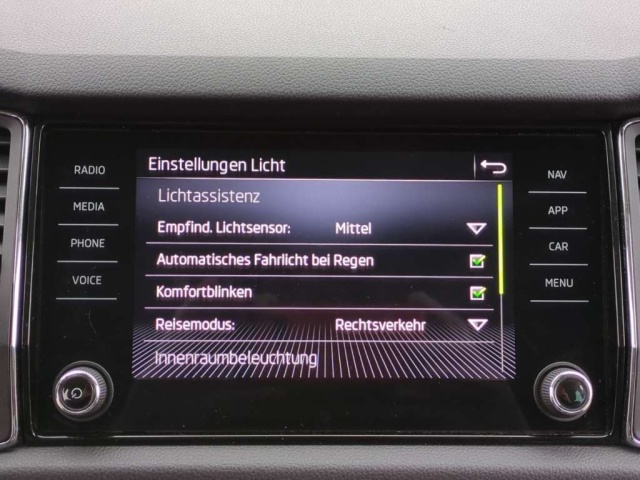 RADIO
MEDIA
PHONE
VOICE
Einstellungen Licht
Lichtassistenz
Empfind. Lichtsensor: Mittel
Automatisches Fahrlicht bei Regen
Komfortblinken
Reisemodus: Rechtsverkehr
Innenraumbeleuchtung
NAV
APP
CAR
MENU